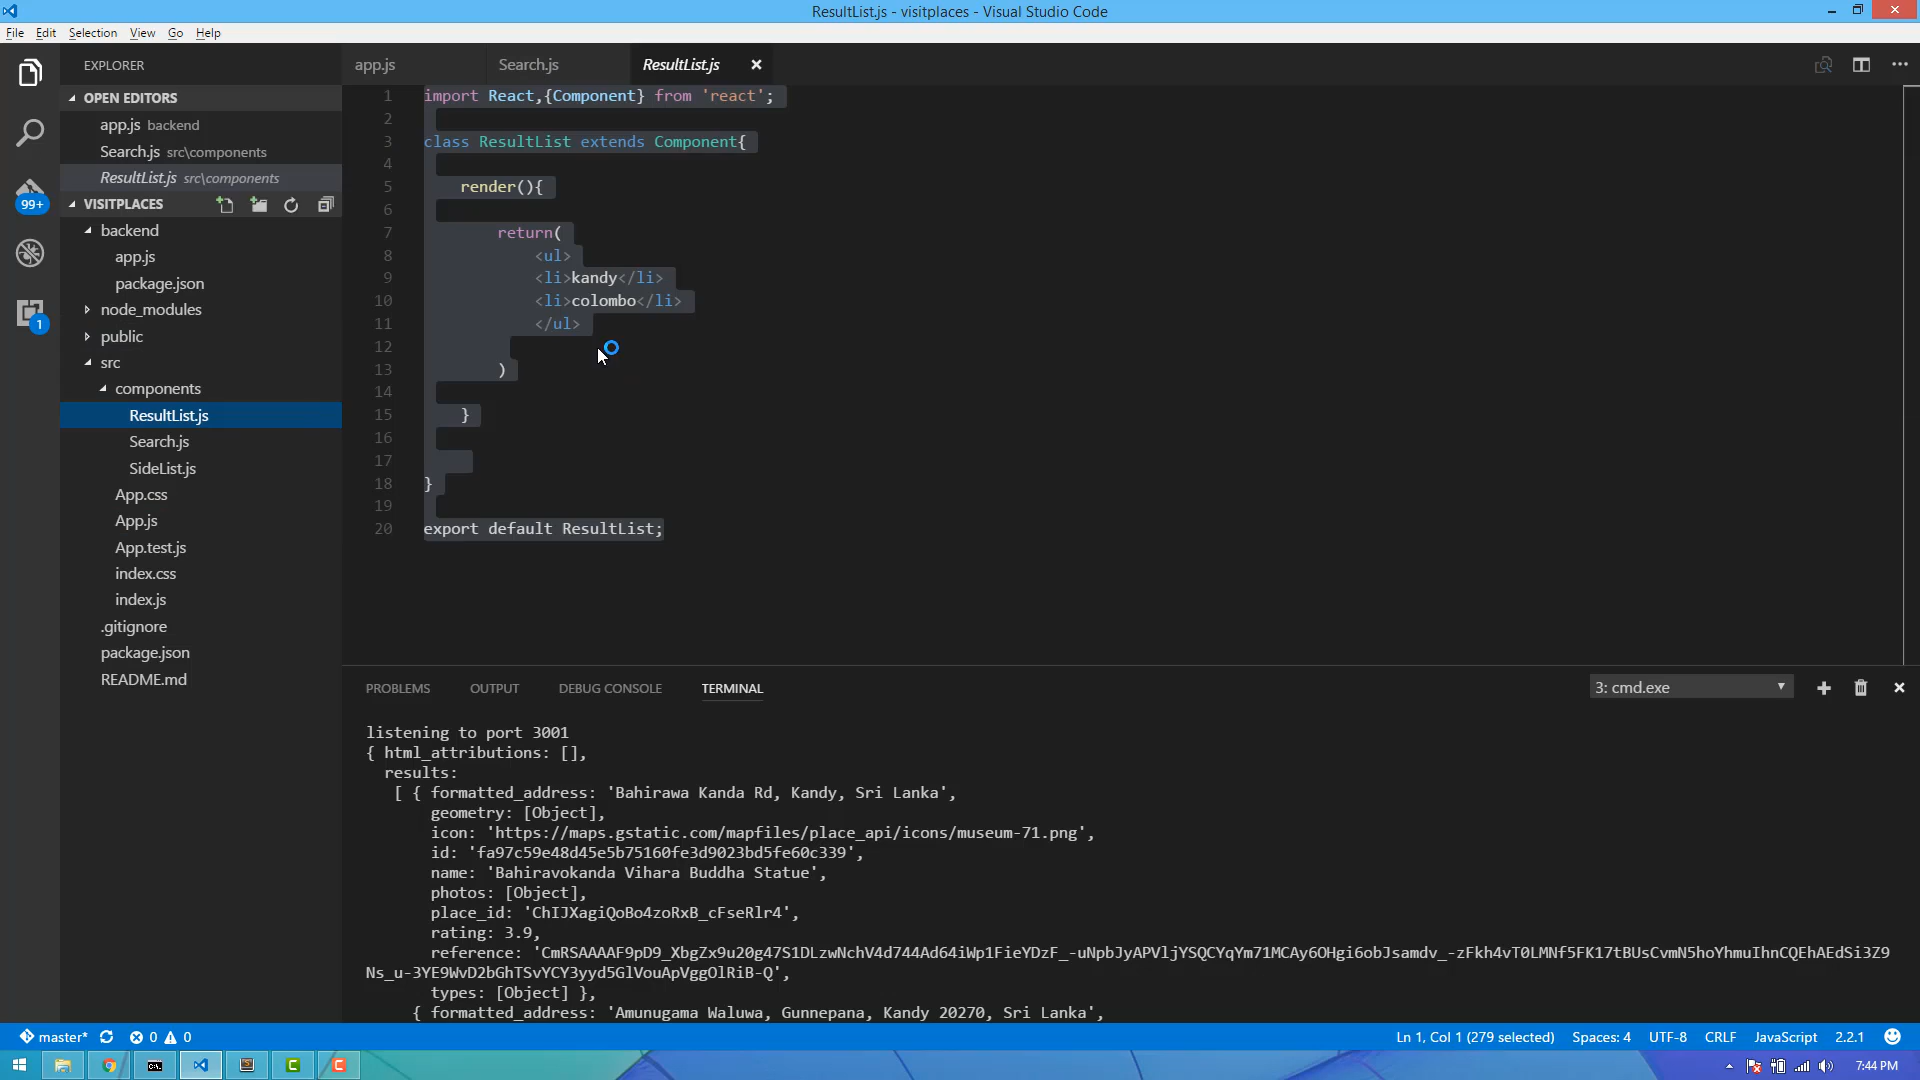 ResultList.js - visitplaces - Visual Studio Code
File Edit Selection View Go Help
EXPLORER
app.js Search.js ResultList.js
OPEN EDITORS
app.js backend
Search.js src\components
ResultList.js src\components
VISITPLACES
backend
app.js
package.json
node_modules
public
src
components
ResultList.js
Search.js
SideList.js
App.css
App.js
App.test.js
index.css
index.js
.gitignore
package.json
README.md
99+
1
1 import React,{Component} from 'react';
2
3 class ResultList extends Component{
4
5 render(){
6
7 return(
8 <ul>
9 <li>kandy</li>
10 <li>colombo</li>
11 </ul>
12
13 )
14
15 }
16
17
18 }
19
20 export default ResultList;
PROBLEMS OUTPUT DEBUG CONSOLE TERMINAL 3: cmd.exe
listening to port 3001
{ html_attributions: [],
results:
[ { formatted_address: 'Bahirawa Kanda Rd, Kandy, Sri Lanka',
geometry: [Object],
icon: 'https://maps.gstatic.com/mapfiles/place_api/icons/museum-71.png',
id: 'fa97c59e48d45e5b75160fe3d9023bd5fe60c339',
name: 'Bahiravokanda Vihara Buddha Statue',
photos: [Object],
place_id: 'ChIJXagiQoBo4zoRxB_cFseRlr4',
rating: 3.9,
reference: 'CmRSAAAAF9pD9_XbgZx9u20g47S1DLzwNchV4d744Ad64iWp1FieYDzF_-uNpbJyAPVljYSQCYqYm71MCAy6OHgi6obJsamdv_-zFkh4vT0LMNf5FK17tBUsCvmN5hoYhmuIhnCQEhAEdSi3Z9
Ns_u-3YE9WvD2bGhTSvYCY3yyd5GlVouApVggOlRiB-Q',
types: [Object] },
{ formatted_address: 'Amunugama Waluwa, Gunnepana, Kandy 20270, Sri Lanka',
master* 0 0 Ln 1, Col 1 (279 selected) Spaces: 4 UTF-8 CRLF JavaScript 2.2.1
7:44 PM